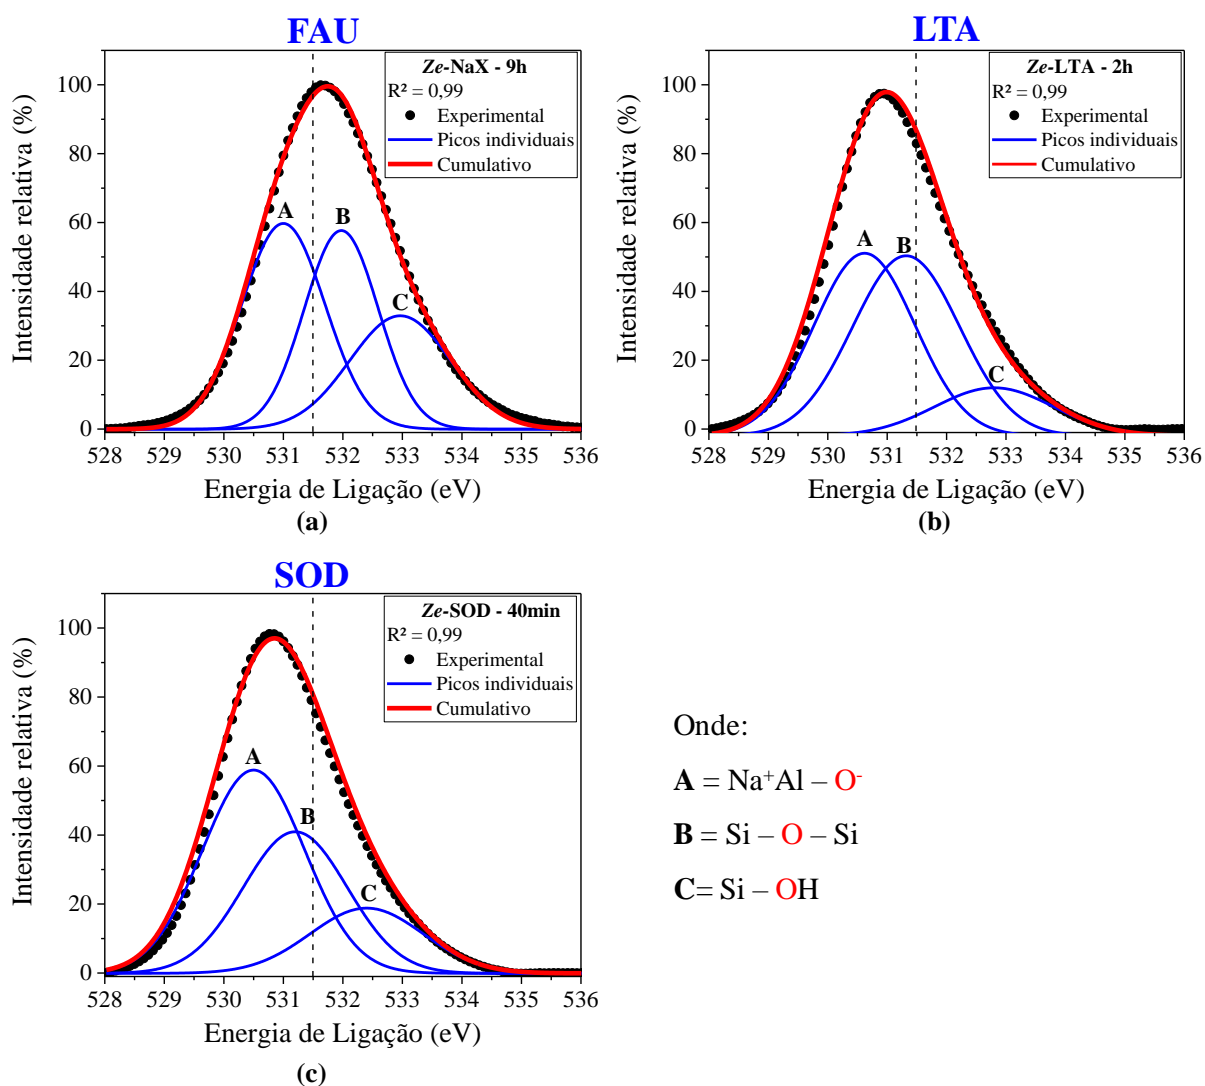 FAU
Ze-NaX - 9h
R² = 0,99
Experimental
Picos individuais
Cumulativo
A
B
C
Intensidade relativa (%)
100
80
60
40
20
0
528 529 530 531 532 533 534 535 536
Energia de Ligação (eV)
(a)
LTA
Ze-LTA - 2h
R² = 0,99
Experimental
Picos individuais
Cumulativo
A
B
C
Intensidade relativa (%)
100
80
60
40
20
0
528 529 530 531 532 533 534 535 536
Energia de Ligação (eV)
(b)
SOD
Ze-SOD - 40min
R² = 0,99
Experimental
Picos individuais
Cumulativo
A
B
C
Intensidade relativa (%)
100
80
60
40
20
0
528 529 530 531 532 533 534 535 536
Energia de Ligação (eV)
(c)
Onde:
A = Na⁺Al – O⁻
B = Si – O – Si
C= Si – OH